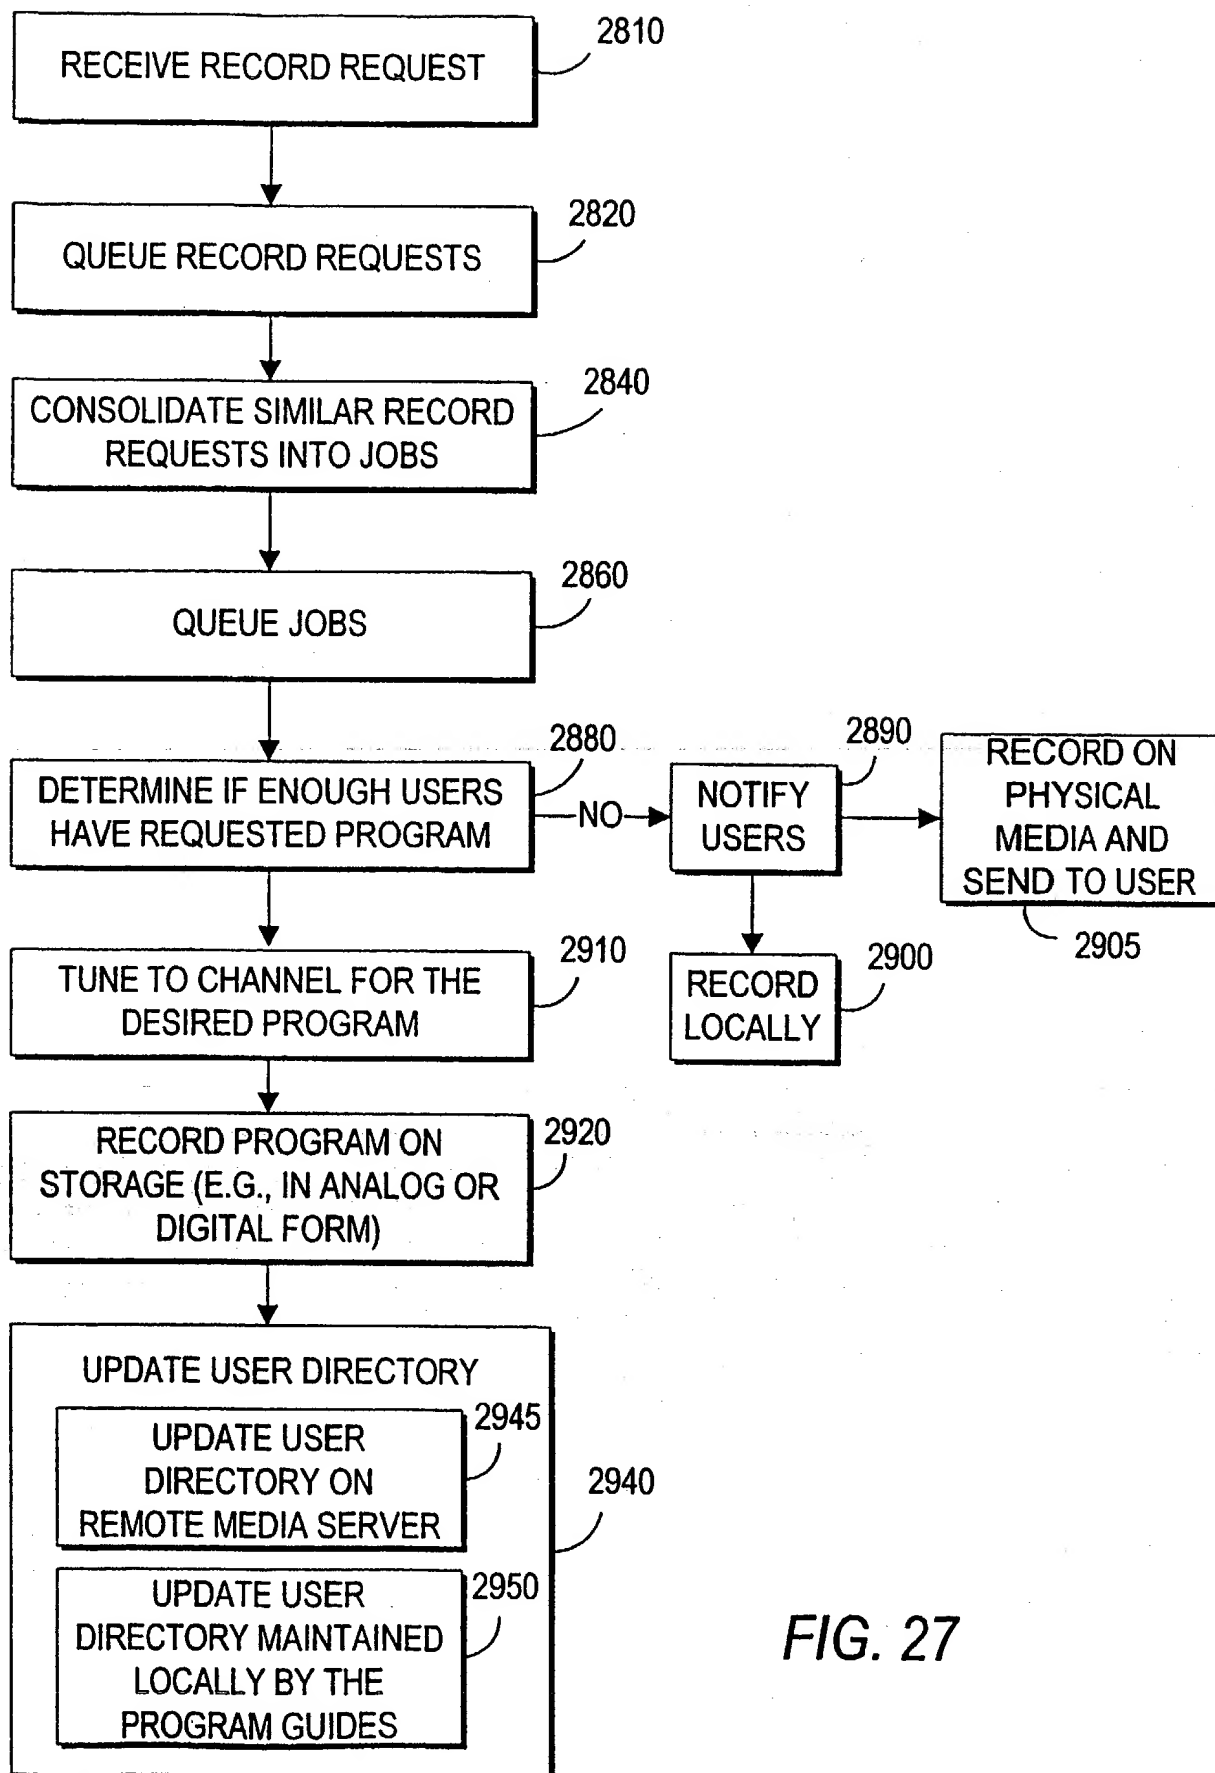 RECEIVE RECORD REQUEST
2810
QUEUE RECORD REQUESTS
2820
CONSOLIDATE SIMILAR RECORD
REQUESTS INTO JOBS
2840
QUEUE JOBS
2860
DETERMINE IF ENOUGH USERS
HAVE REQUESTED PROGRAM
2880
NO
NOTIFY
USERS
2890
RECORD ON
PHYSICAL
MEDIA AND
SEND TO USER
2905
RECORD
LOCALLY
2900
TUNE TO CHANNEL FOR THE
DESIRED PROGRAM
2910
RECORD PROGRAM ON
STORAGE (E.G., IN ANALOG OR
DIGITAL FORM)
2920
UPDATE USER DIRECTORY
2940
UPDATE USER
DIRECTORY ON
REMOTE MEDIA SERVER
2945
UPDATE USER
DIRECTORY MAINTAINED
LOCALLY BY THE
PROGRAM GUIDES
2950
FIG. 27